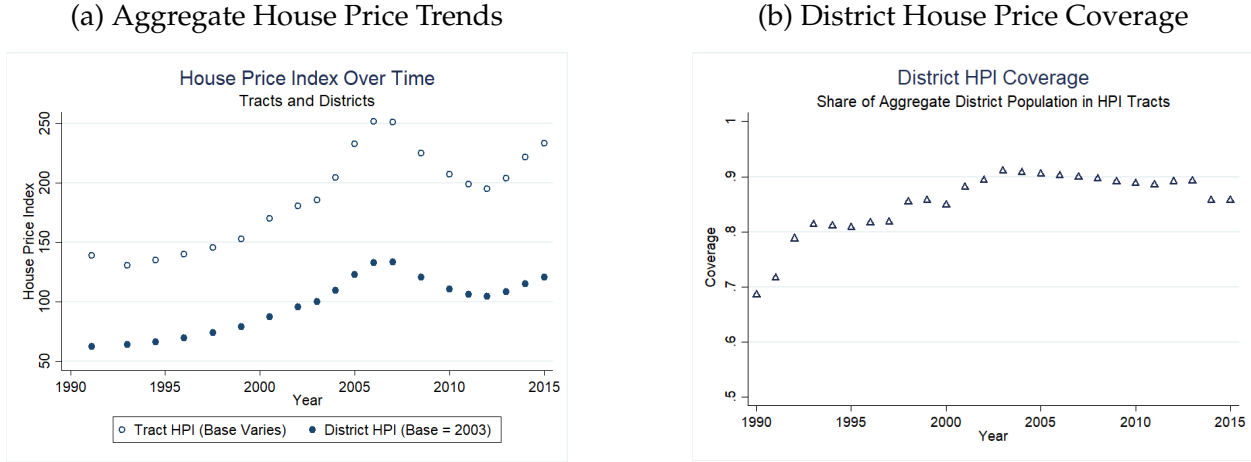 (a) Aggregate House Price Trends
House Price Index Over Time
Tracts and Districts
House Price Index
250
200
150
100
50
1990 1995 2000 2005 2010 2015
Year
Tract HPI (Base Varies) District HPI (Base = 2003)
(b) District House Price Coverage
District HPI Coverage
Share of Aggregate District Population in HPI Tracts
Coverage
1
.9
.8
.7
.6
.5
1990 1995 2000 2005 2010 2015
Year